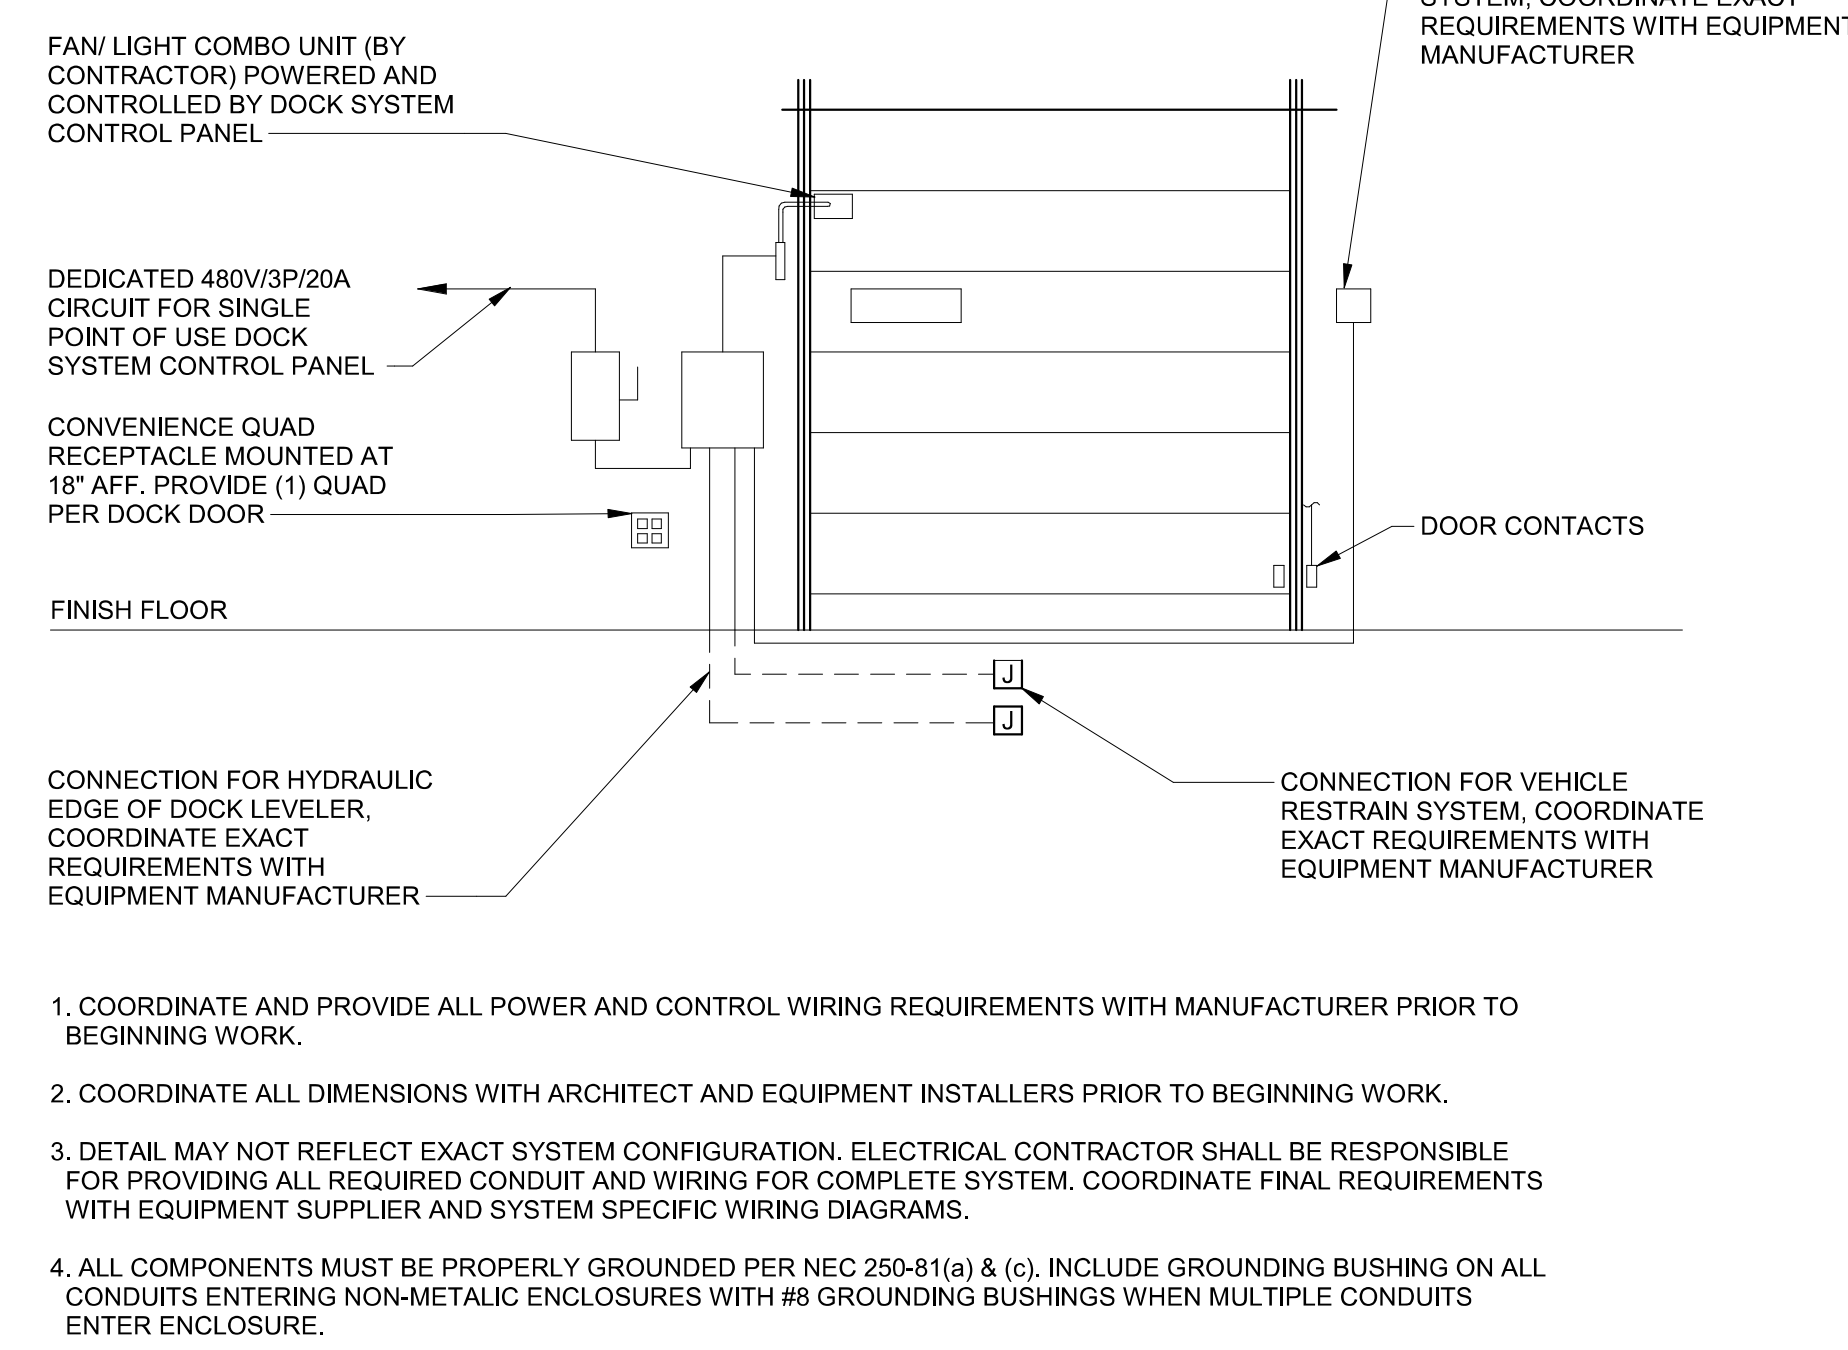 SYSTEM, COORDINATE EXACT
REQUIREMENTS WITH EQUIPMENT
MANUFACTURER
FAN/ LIGHT COMBO UNIT (BY
CONTRACTOR) POWERED AND
CONTROLLED BY DOCK SYSTEM
CONTROL PANEL
DEDICATED 480V/3P/20A
CIRCUIT FOR SINGLE
POINT OF USE DOCK
SYSTEM CONTROL PANEL
CONVENIENCE QUAD
RECEPTACLE MOUNTED AT
18" AFF. PROVIDE (1) QUAD
PER DOCK DOOR
DOOR CONTACTS
FINISH FLOOR
J
J
CONNECTION FOR HYDRAULIC
EDGE OF DOCK LEVELER,
COORDINATE EXACT
REQUIREMENTS WITH
EQUIPMENT MANUFACTURER
CONNECTION FOR VEHICLE
RESTRAIN SYSTEM, COORDINATE
EXACT REQUIREMENTS WITH
EQUIPMENT MANUFACTURER
1. COORDINATE AND PROVIDE ALL POWER AND CONTROL WIRING REQUIREMENTS WITH MANUFACTURER PRIOR TO
BEGINNING WORK.
2. COORDINATE ALL DIMENSIONS WITH ARCHITECT AND EQUIPMENT INSTALLERS PRIOR TO BEGINNING WORK.
3. DETAIL MAY NOT REFLECT EXACT SYSTEM CONFIGURATION. ELECTRICAL CONTRACTOR SHALL BE RESPONSIBLE
FOR PROVIDING ALL REQUIRED CONDUIT AND WIRING FOR COMPLETE SYSTEM. COORDINATE FINAL REQUIREMENTS
WITH EQUIPMENT SUPPLIER AND SYSTEM SPECIFIC WIRING DIAGRAMS.
4. ALL COMPONENTS MUST BE PROPERLY GROUNDED PER NEC 250-81(a) & (c). INCLUDE GROUNDING BUSHING ON ALL
CONDUITS ENTERING NON-METALIC ENCLOSURES WITH #8 GROUNDING BUSHINGS WHEN MULTIPLE CONDUITS
ENTER ENCLOSURE.